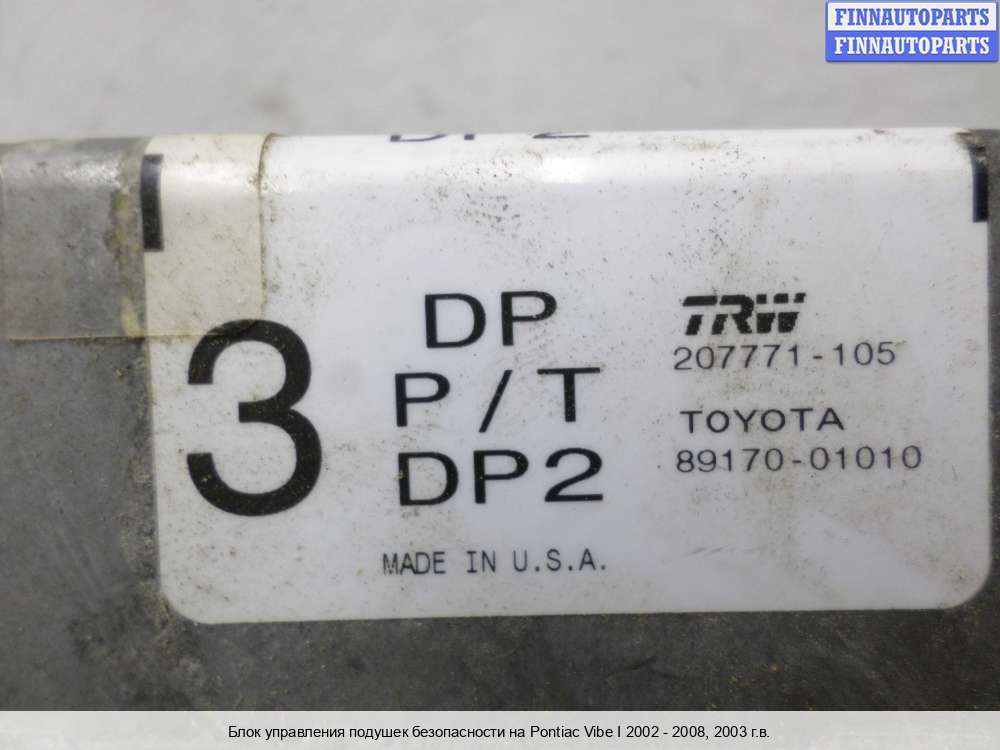 FINNAUTOPARTS
FINNAUTOPARTS
DP2
3
DP
P/T
DP2
MADE IN U.S.A.
TRW
207771-105
TOYOTA
89170-01010
Блок управления подушек безопасности на Pontiac Vibe I 2002 - 2008, 2003 г.в.